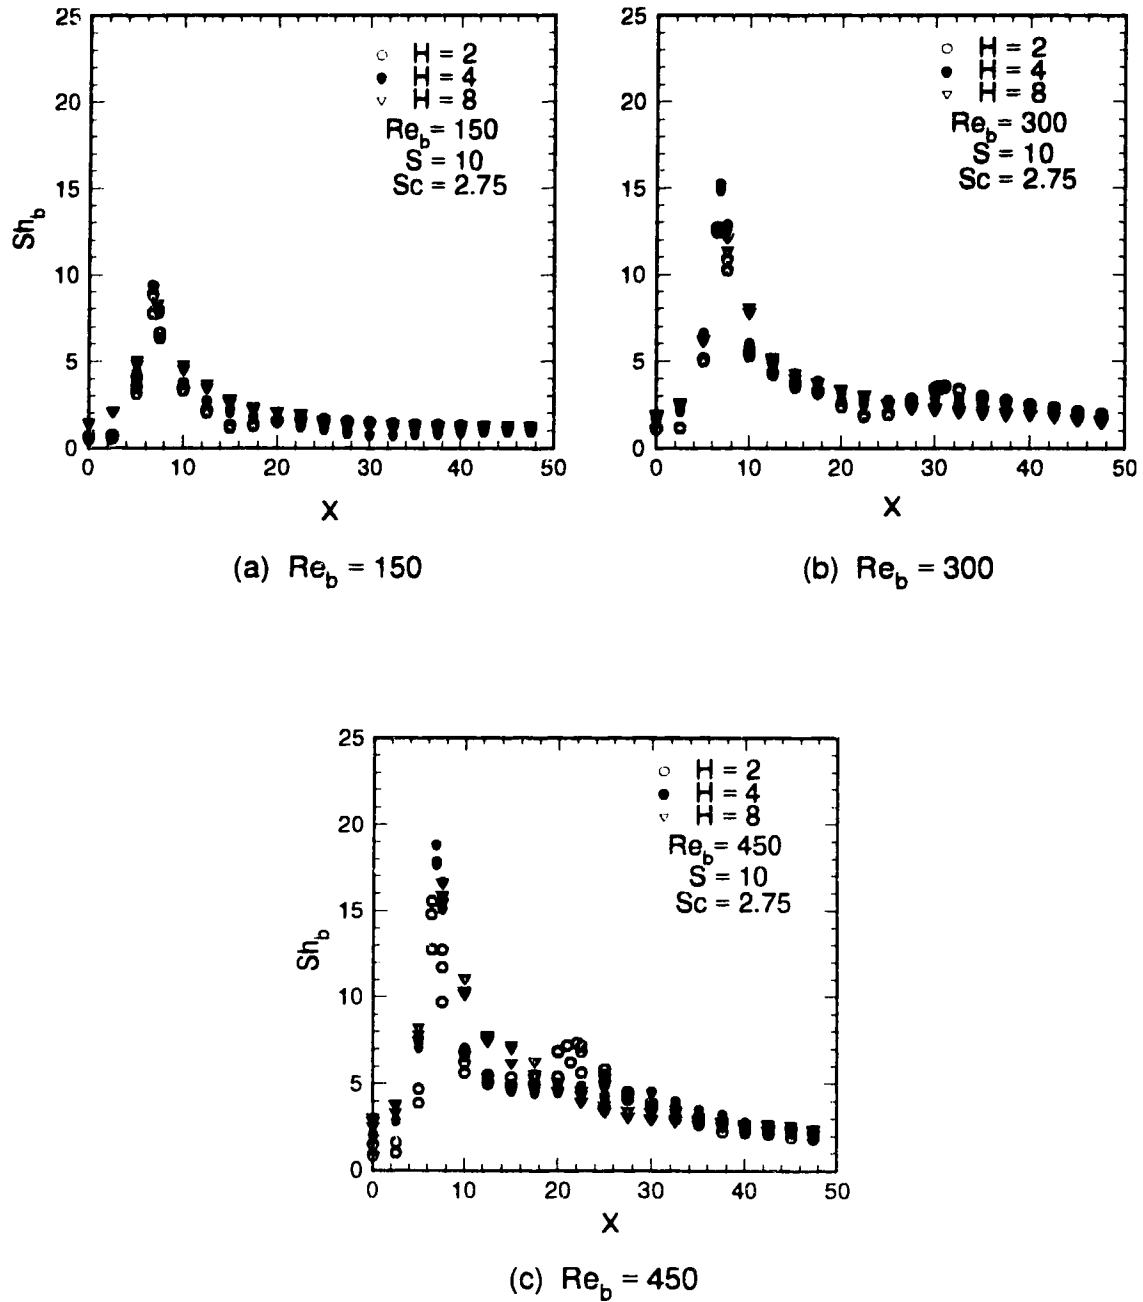 25
20
15
10
5
0
Sh_b
H = 2
H = 4
H = 8
Re_b = 150
S = 10
Sc = 2.75
0 10 20 30 40 50
X
(a) Re_b = 150
25
20
15
10
5
0
H = 2
H = 4
H = 8
Re_b = 300
S = 10
Sc = 2.75
0 10 20 30 40 50
X
(b) Re_b = 300
25
20
15
10
5
0
Sh_b
H = 2
H = 4
H = 8
Re_b = 450
S = 10
Sc = 2.75
0 10 20 30 40 50
X
(c) Re_b = 450